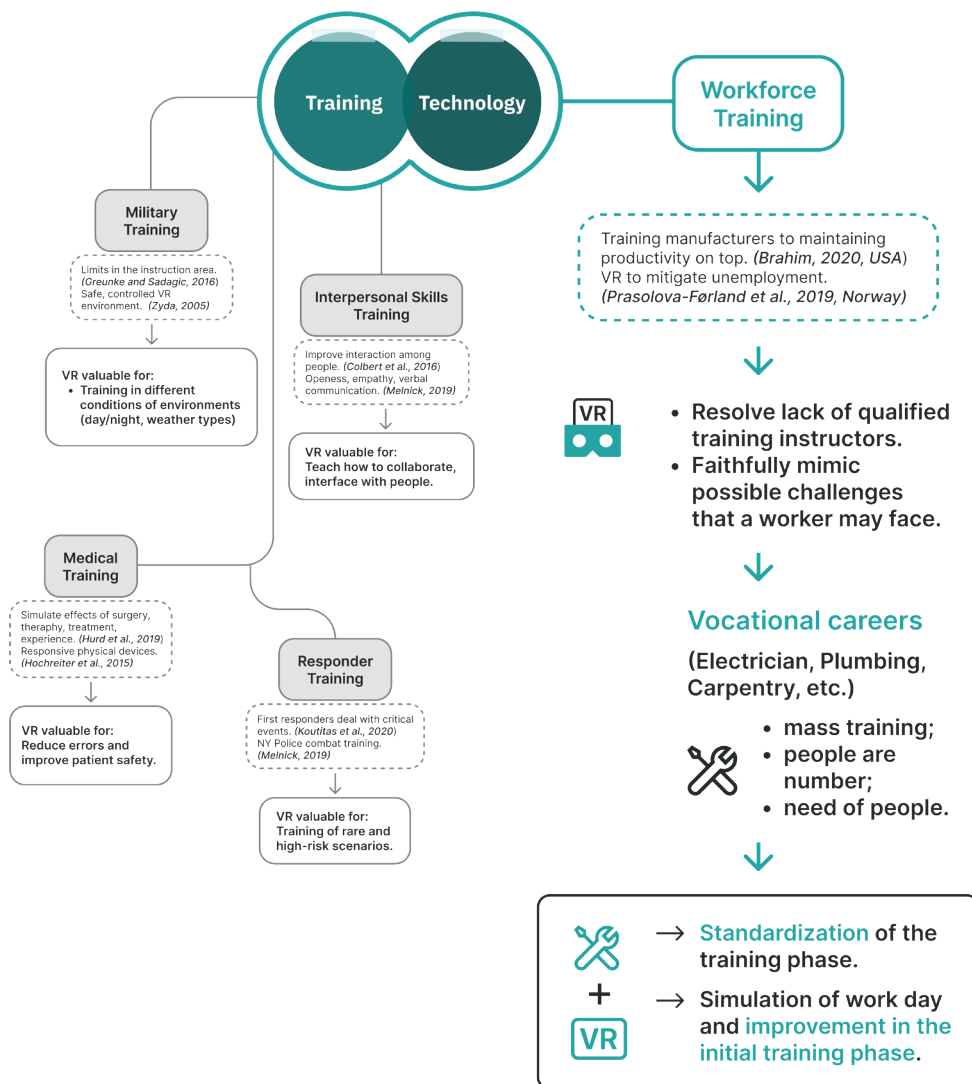 Training
Technology
Workforce
Training
Military
Training
Limits in the instruction area.
(Greunke and Sadagic, 2016)
Safe, controlled VR
environment. (Zyda, 2005)
VR valuable for:
• Training in different
conditions of environments
(day/night, weather types)
Interpersonal Skills
Training
Improve interaction among
people. (Colbert et al., 2016)
Openess, empathy, verbal
communication. (Melnick, 2019)
VR valuable for:
Teach how to collaborate,
interface with people.
Medical
Training
Simulate effects of surgery,
theraphy, treatment,
experience. (Hurd et al., 2019)
Responsive physical devices.
(Hochreiter et al., 2015)
VR valuable for:
Reduce errors and
improve patient safety.
Responder
Training
First responders deal with critical
events. (Koutitas et al., 2020)
NY Police combat training.
(Melnick, 2019)
VR valuable for:
Training of rare and
high-risk scenarios.
Training manufacturers to maintaining
productivity on top. (Brahim, 2020, USA)
VR to mitigate unemployment.
(Prasolova-Førland et al., 2019, Norway)
VR
• Resolve lack of qualified
training instructors.
• Faithfully mimic
possible challenges
that a worker may face.
Vocational careers
(Electrician, Plumbing,
Carpentry, etc.)
• mass training;
• people are
number;
• need of people.
→ Standardization of the
training phase.
+
VR
→ Simulation of work day
and improvement in the
initial training phase.